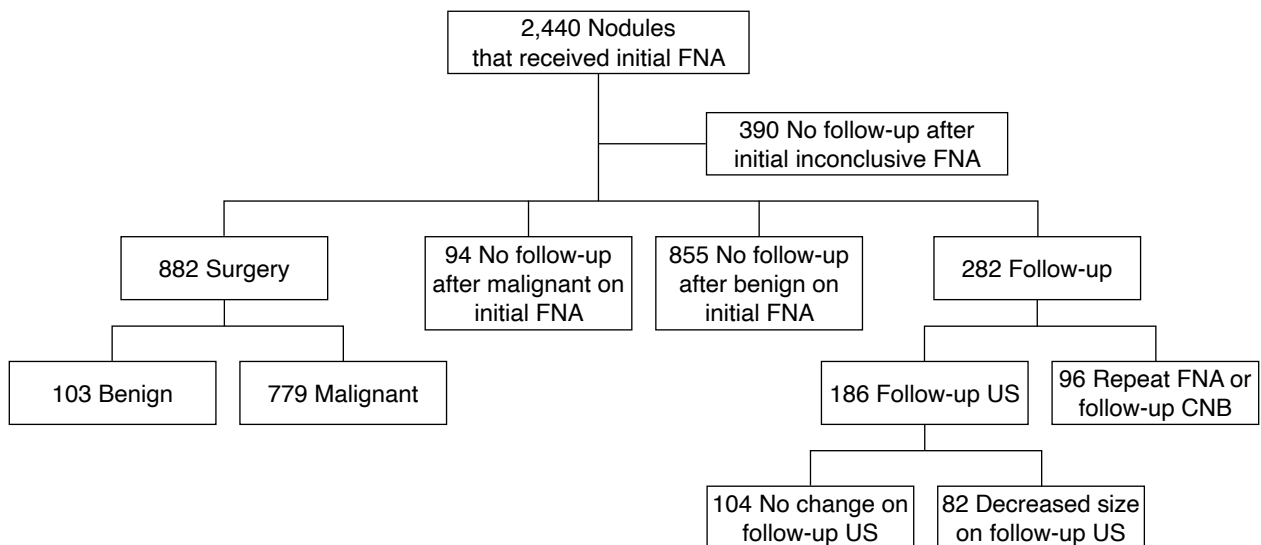 2,440 Nodules
that received initial FNA
390 No follow-up after
initial inconclusive FNA
882 Surgery
94 No follow-up
after malignant on
initial FNA
855 No follow-up
after benign on
initial FNA
282 Follow-up
103 Benign
779 Malignant
186 Follow-up US
96 Repeat FNA or
follow-up CNB
104 No change on
follow-up US
82 Decreased size
on follow-up US